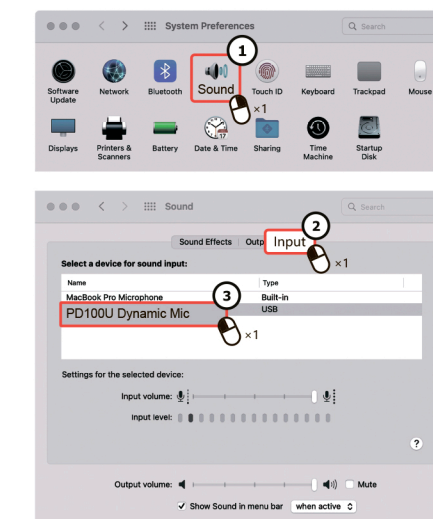 System Preferences
Search
1
Software Update
Network
Bluetooth
Sound
Touch ID
Keyboard
Trackpad
Mouse
×1
17
Displays
Printers & Scanners
Battery
Date & Time
Sharing
Time Machine
Startup Disk
Sound
Search
2
Sound Effects
Outp
Input
×1
Select a device for sound input:
Name
Type
MacBook Pro Microphone
Built-in
3
PD100U Dynamic Mic
USB
×1
Settings for the selected device:
Input volume:
Input level:
?
Output volume:
Mute
Show Sound in menu bar
when active